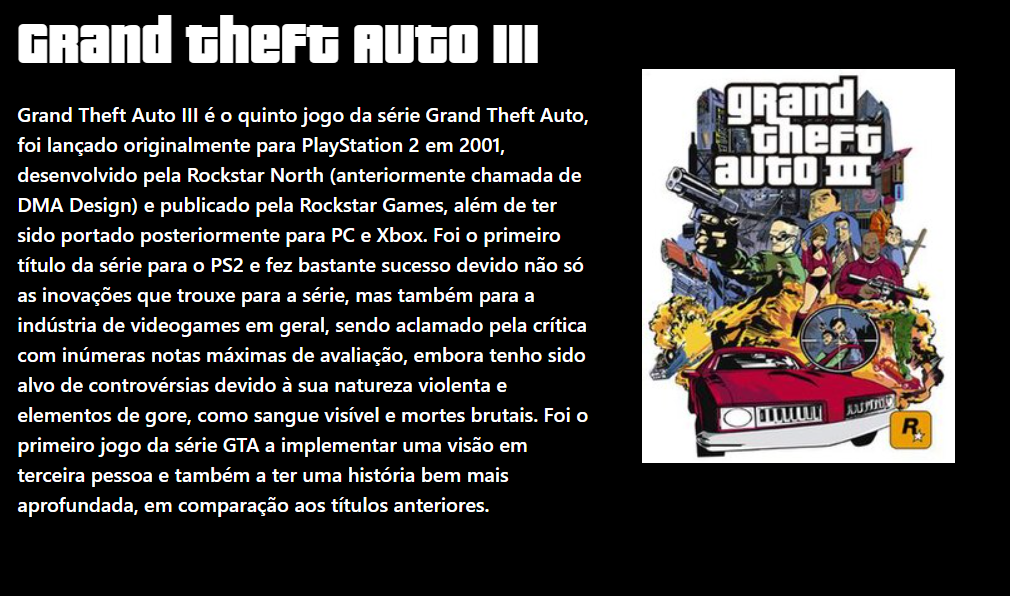 Grand theft Auto III
Grand Theft Auto III é o quinto jogo da série Grand Theft Auto,
foi lançado originalmente para PlayStation 2 em 2001,
desenvolvido pela Rockstar North (anteriormente chamada de
DMA Design) e publicado pela Rockstar Games, além de ter
sido portado posteriormente para PC e Xbox. Foi o primeiro
título da série para o PS2 e fez bastante sucesso devido não só
as inovações que trouxe para a série, mas também para a
indústria de videogames em geral, sendo aclamado pela crítica
com inúmeras notas máximas de avaliação, embora tenho sido
alvo de controvérsias devido à sua natureza violenta e
elementos de gore, como sangue visível e mortes brutais. Foi o
primeiro jogo da série GTA a implementar uma visão em
terceira pessoa e também a ter uma história bem mais
aprofundada, em comparação aos títulos anteriores.
grand
theft
auto III
R